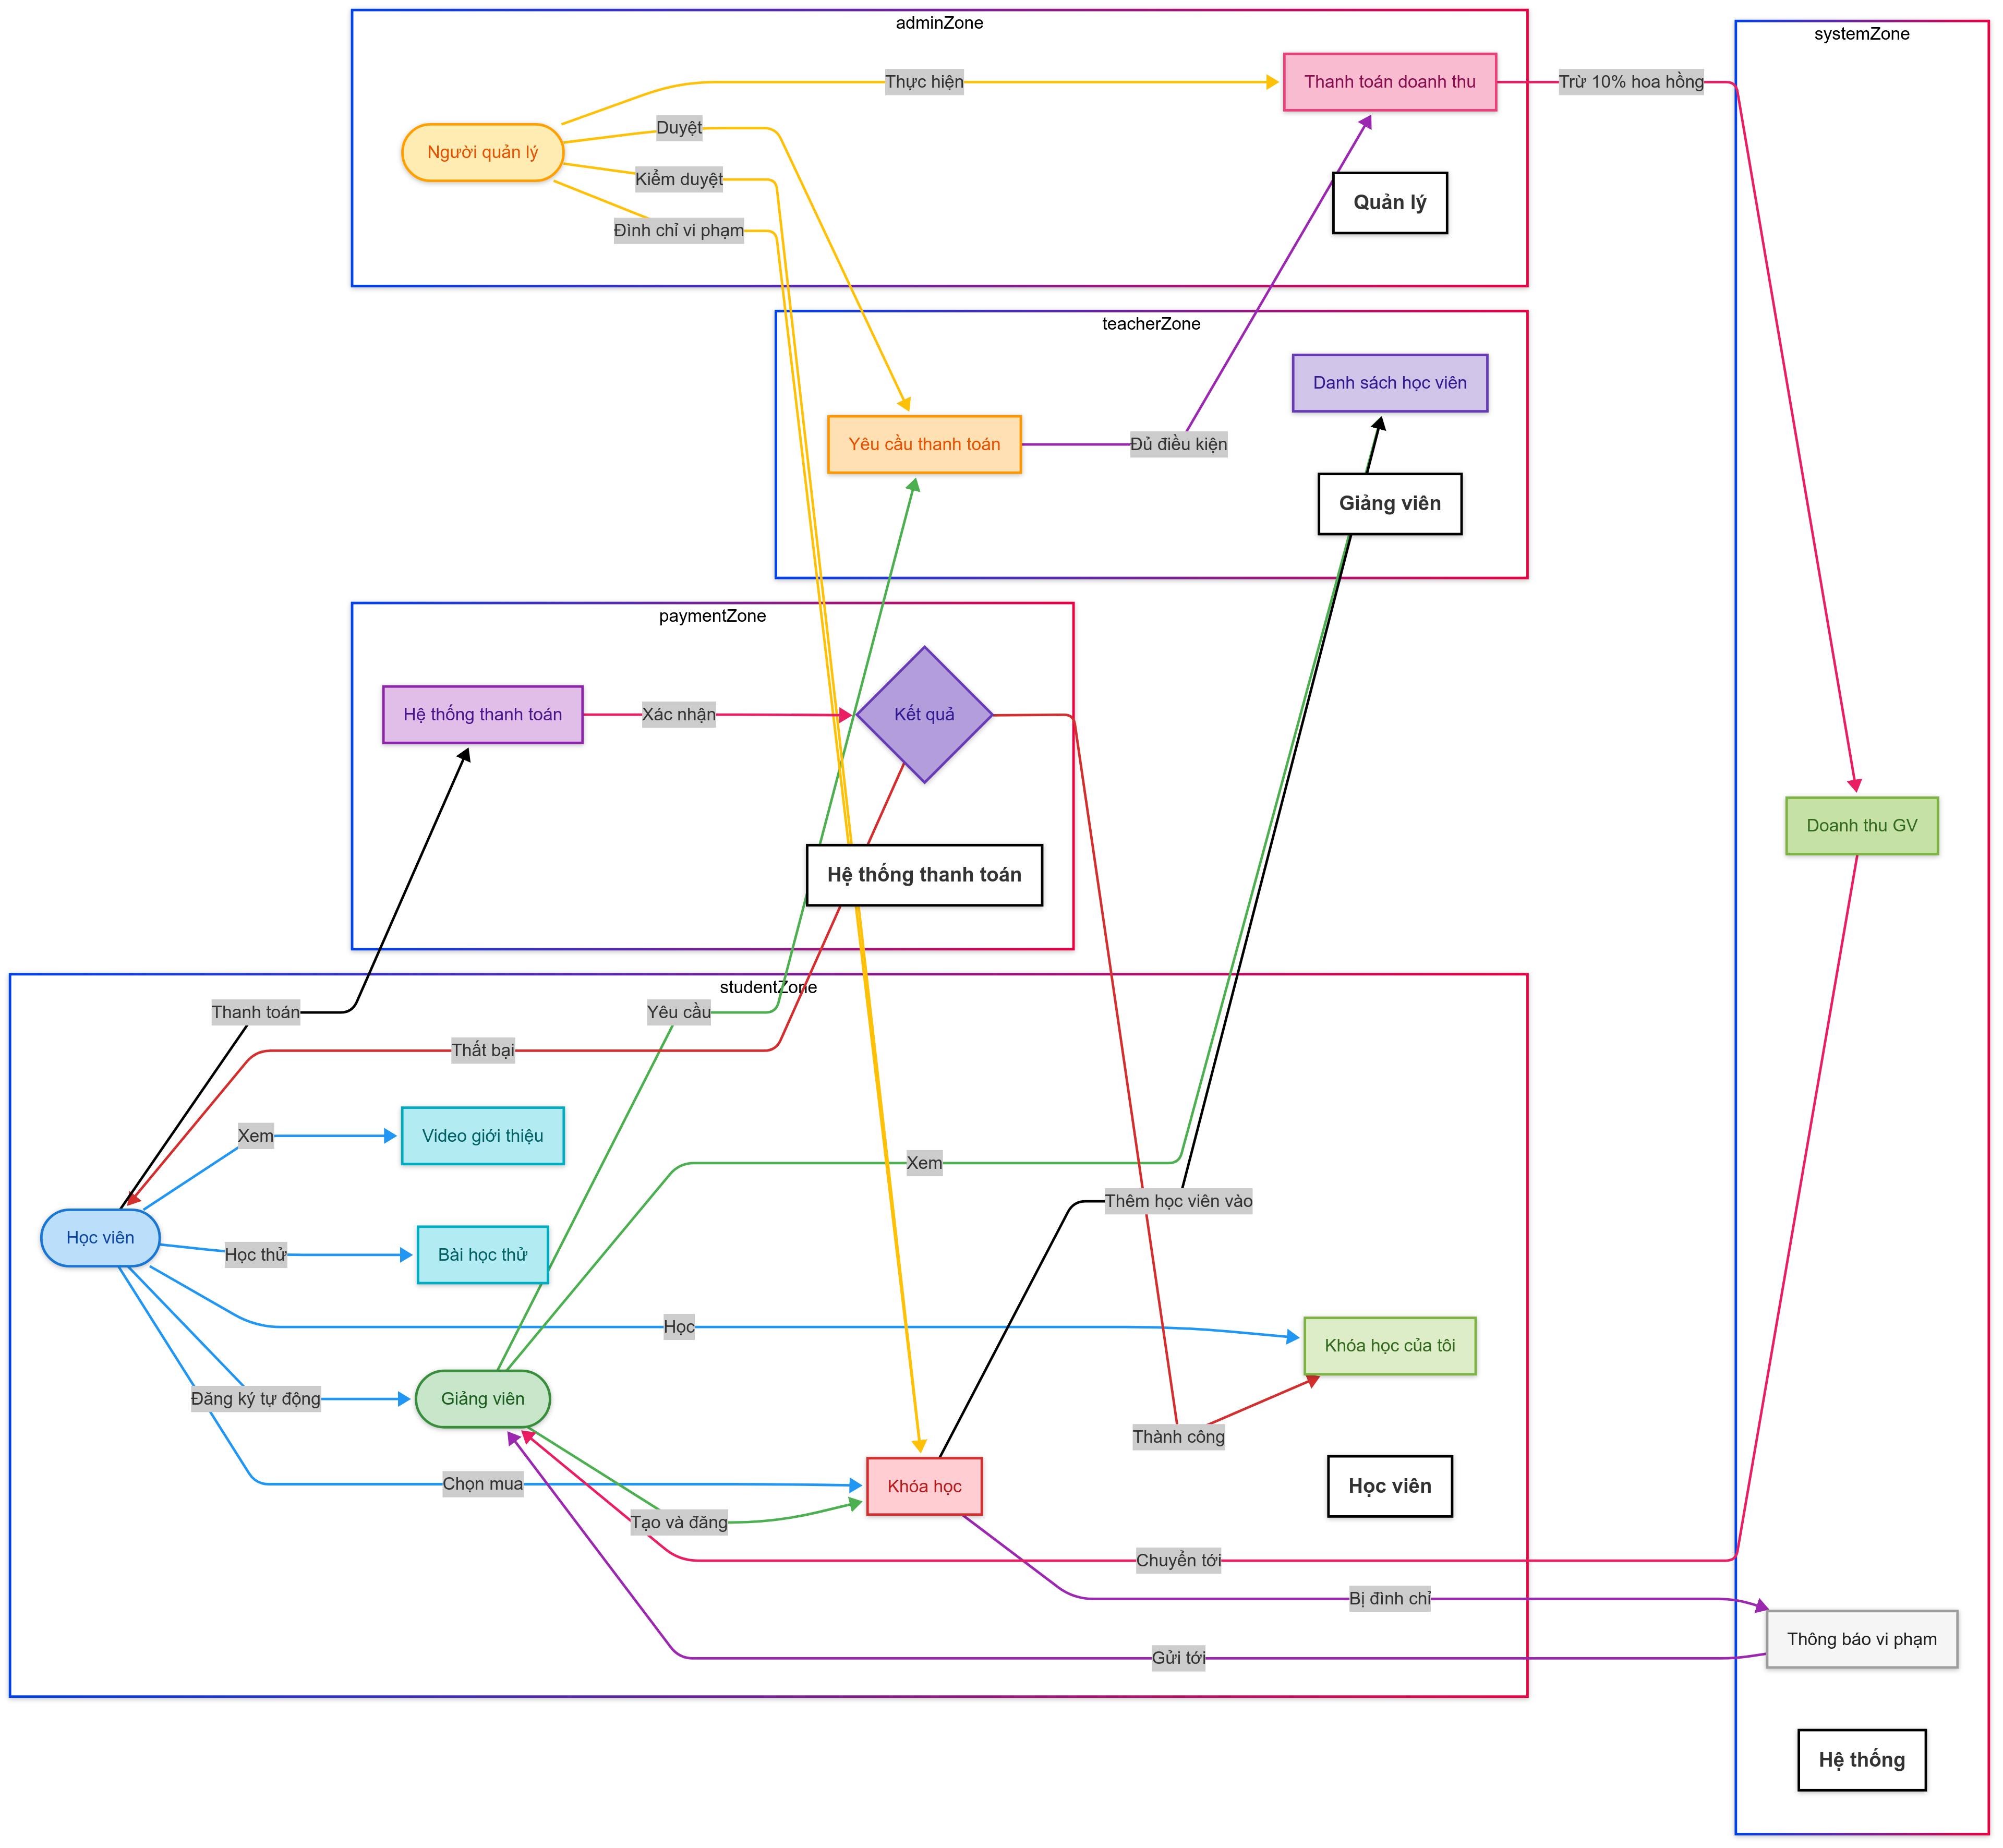 adminZone
systemZone
Thực hiện
Thanh toán doanh thu
Trừ 10% hoa hồng
Duyệt
Người quản lý
Kiểm duyệt
Quản lý
Đình chỉ vi phạm
teacherZone
Danh sách học viên
Yêu cầu thanh toán
Đủ điều kiện
Giảng viên
paymentZone
Hệ thống thanh toán
Xác nhận
Kết quả
Doanh thu GV
Hệ thống thanh toán
studentZone
Thanh toán
Yêu cầu
Thất bại
Xem
Video giới thiệu
Xem
Thêm học viên vào
Học viên
Học thử
Bài học thử
Học
Khóa học của tôi
Đăng ký tự động
Giảng viên
Thành công
Chọn mua
Khóa học
Học viên
Tạo và đăng
Chuyển tới
Bị đình chỉ
Thông báo vi phạm
Gửi tới
Hệ thống